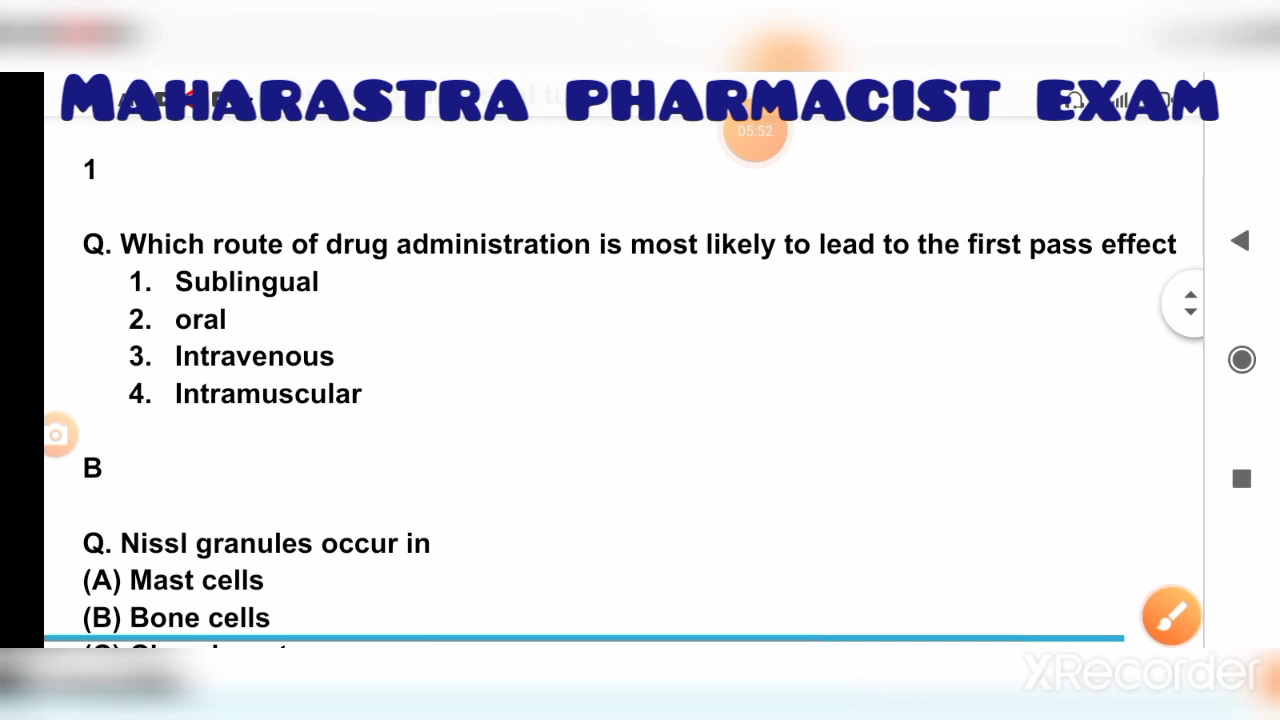 MAHARASTRA PHARMACIST EXAM
05:52
1
Q. Which route of drug administration is most likely to lead to the first pass effect
1. Sublingual
2. oral
3. Intravenous
4. Intramuscular
B
Q. Nissl granules occur in
(A) Mast cells
(B) Bone cells
XRecorder